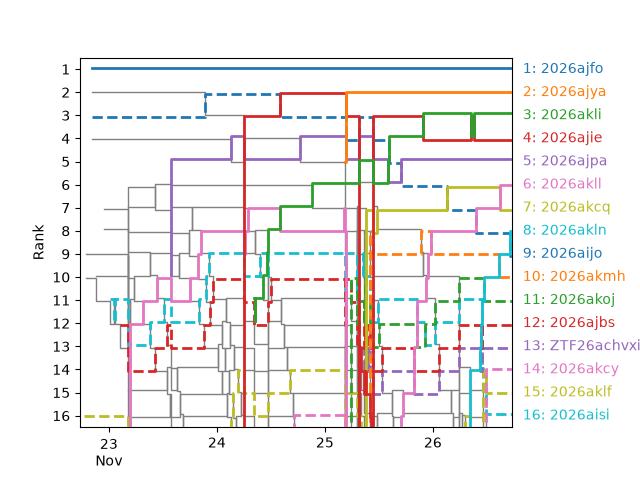 1
2
3
4
5
6
7
8
9
10
11
12
13
14
15
16
Rank
23
24
25
26
Nov
1: 2026ajfo
2: 2026ajya
3: 2026akli
4: 2026ajie
5: 2026ajpa
6: 2026akll
7: 2026akcq
8: 2026akln
9: 2026aijo
10: 2026akmh
11: 2026akoj
12: 2026ajbs
13: ZTF26achvxi
14: 2026akcy
15: 2026aklf
16: 2026aisi